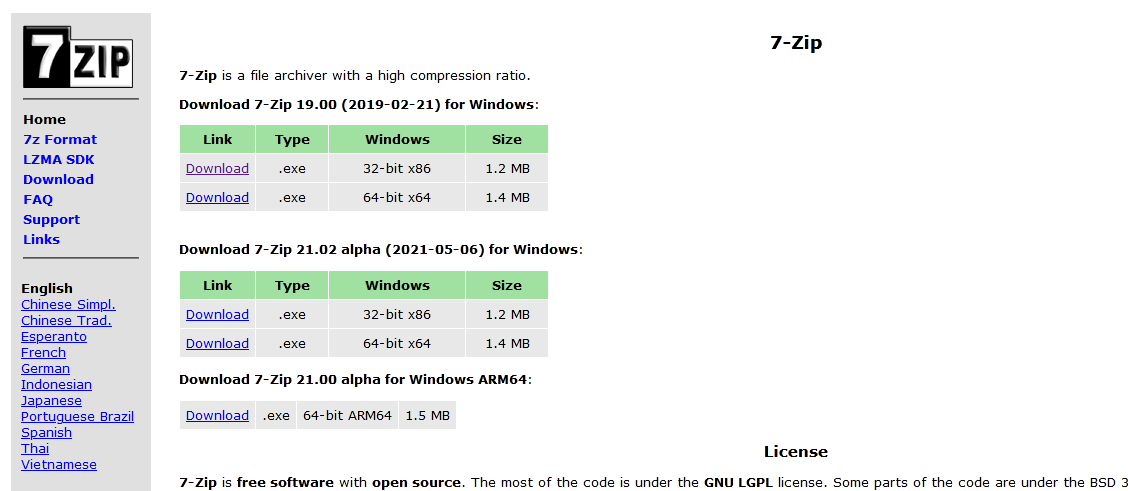 7ZIP
Home
7z Format
LZMA SDK
Download
FAQ
Support
Links
English
Chinese Simpl.
Chinese Trad.
Esperanto
French
German
Indonesian
Japanese
Portuguese Brazil
Spanish
Thai
Vietnamese
7-Zip
7-Zip is a file archiver with a high compression ratio.
Download 7-Zip 19.00 (2019-02-21) for Windows:
Link Type Windows Size
Download .exe 32-bit x86 1.2 MB
Download .exe 64-bit x64 1.4 MB
Download 7-Zip 21.02 alpha (2021-05-06) for Windows:
Link Type Windows Size
Download .exe 32-bit x86 1.2 MB
Download .exe 64-bit x64 1.4 MB
Download 7-Zip 21.00 alpha for Windows ARM64:
Download .exe 64-bit ARM64 1.5 MB
License
7-Zip is free software with open source. The most of the code is under the GNU LGPL license. Some parts of the code are under the BSD 3